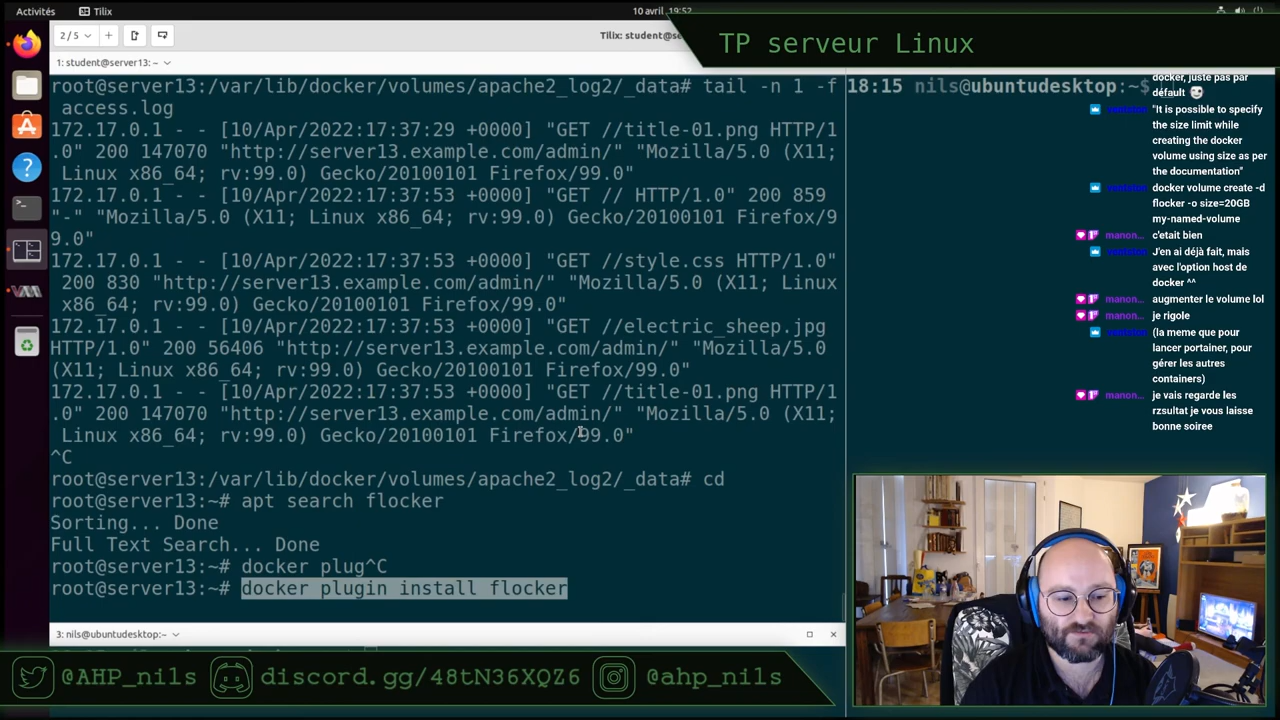 Activités
Tilix
10 avril 19:52
TP serveur Linux
2/5
Tilix: student@se
1: student@server13: ~
root@server13:/var/lib/docker/volumes/apache2_log2/_data# tail -n 1 -f
access.log
172.17.0.1 - - [10/Apr/2022:17:37:29 +0000] "GET //title-01.png HTTP/1
.0" 200 147070 "http://server13.example.com/admin/" "Mozilla/5.0 (X11;
Linux x86_64; rv:99.0) Gecko/20100101 Firefox/99.0"
172.17.0.1 - - [10/Apr/2022:17:37:53 +0000] "GET // HTTP/1.0" 200 859
"-" "Mozilla/5.0 (X11; Linux x86_64; rv:99.0) Gecko/20100101 Firefox/9
9.0"
172.17.0.1 - - [10/Apr/2022:17:37:53 +0000] "GET //style.css HTTP/1.0"
200 830 "http://server13.example.com/admin/" "Mozilla/5.0 (X11; Linux
x86_64; rv:99.0) Gecko/20100101 Firefox/99.0"
172.17.0.1 - - [10/Apr/2022:17:37:53 +0000] "GET //electric_sheep.jpg
HTTP/1.0" 200 56406 "http://server13.example.com/admin/" "Mozilla/5.0
(X11; Linux x86_64; rv:99.0) Gecko/20100101 Firefox/99.0"
172.17.0.1 - - [10/Apr/2022:17:37:53 +0000] "GET //title-01.png HTTP/1
.0" 200 147070 "http://server13.example.com/admin/" "Mozilla/5.0 (X11;
Linux x86_64; rv:99.0) Gecko/20100101 Firefox/99.0"
^C
root@server13:/var/lib/docker/volumes/apache2_log2/_data# cd
root@server13:~# apt search flocker
Sorting... Done
Full Text Search... Done
root@server13:~# docker plug^C
root@server13:~# docker plugin install flocker
3: nils@ubuntudesktop:~
18:15 nils@ubuntudesktop:~$
docker, juste pas par
défault
"It is possible to specify
the size limit while
creating the docker
volume using size as per
the documentation"
docker volume create -d
flocker -o size=20GB
my-named-volume
manon... c'etait bien
J'en ai déjà fait, mais
avec l'option host de
docker ^^
manon... augmenter le volume lol
manon... je rigole
(la meme que pour
lancer portainer, pour
gérer les autres
containers)
manon... je vais regarde les
rzsultat je vous laisse
bonne soiree
@AHP_nils
discord.gg/48tN36XQZ6
@ahp_nils